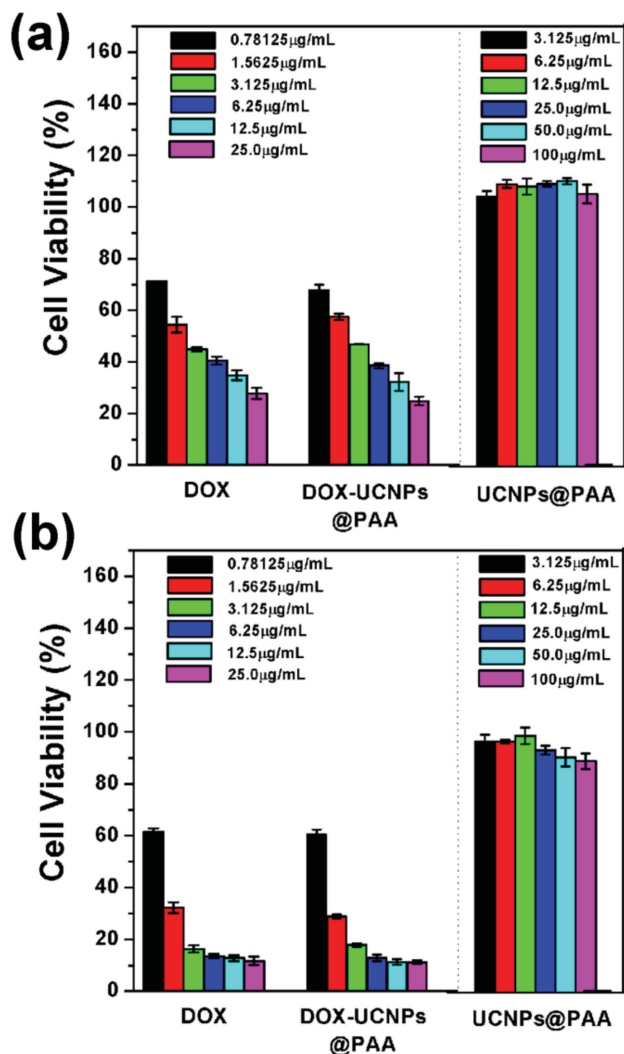 (a)
160
140
120
100
80
60
40
20
0
Cell Viability (%)
0.78125μg/mL
1.5625μg/mL
3.125μg/mL
6.25μg/mL
12.5μg/mL
25.0μg/mL
3.125μg/mL
6.25μg/mL
12.5μg/mL
25.0μg/mL
50.0μg/mL
100μg/mL
DOX
DOX-UCNPs
@PAA
UCNPs@PAA
(b)
160
140
120
100
80
60
40
20
0
Cell Viability (%)
0.78125μg/mL
1.5625μg/mL
3.125μg/mL
6.25μg/mL
12.5μg/mL
25.0μg/mL
3.125μg/mL
6.25μg/mL
12.5μg/mL
25.0μg/mL
50.0μg/mL
100μg/mL
DOX
DOX-UCNPs
@PAA
UCNPs@PAA